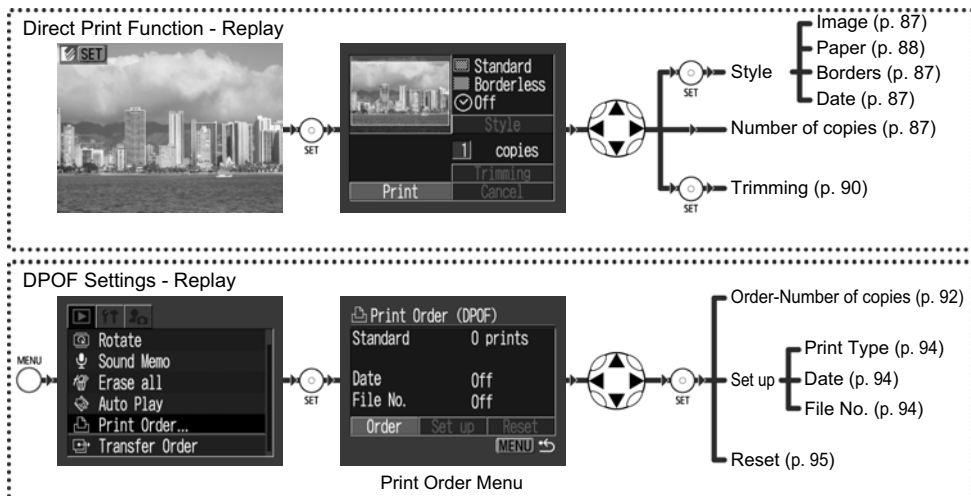 Direct Print Function - Replay
SET
SET
Standard
Borderless
Off
Style
1 copies
Trimming
Print Cancel
SET
Style
Image (p. 87)
Paper (p. 88)
Borders (p. 87)
Date (p. 87)
Number of copies (p. 87)
SET
Trimming (p. 90)
DPOF Settings - Replay
MENU
Rotate
Sound Memo
Erase all
Auto Play
Print Order...
Transfer Order
SET
Print Order (DPOF)
Standard 0 prints
Date Off
File No. Off
Order Set up Reset
MENU
Print Order Menu
SET
Order-Number of copies (p. 92)
Set up
Print Type (p. 94)
Date (p. 94)
File No. (p. 94)
Reset (p. 95)